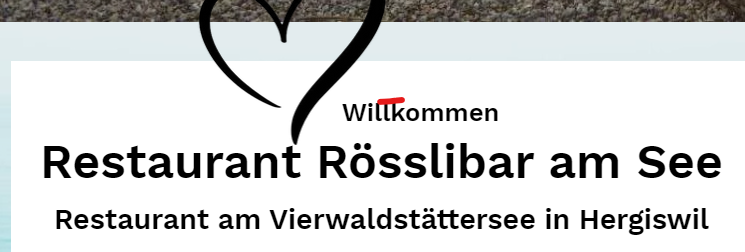 Willkommen
Restaurant Rösslibar am See
Restaurant am Vierwaldstättersee in Hergiswil